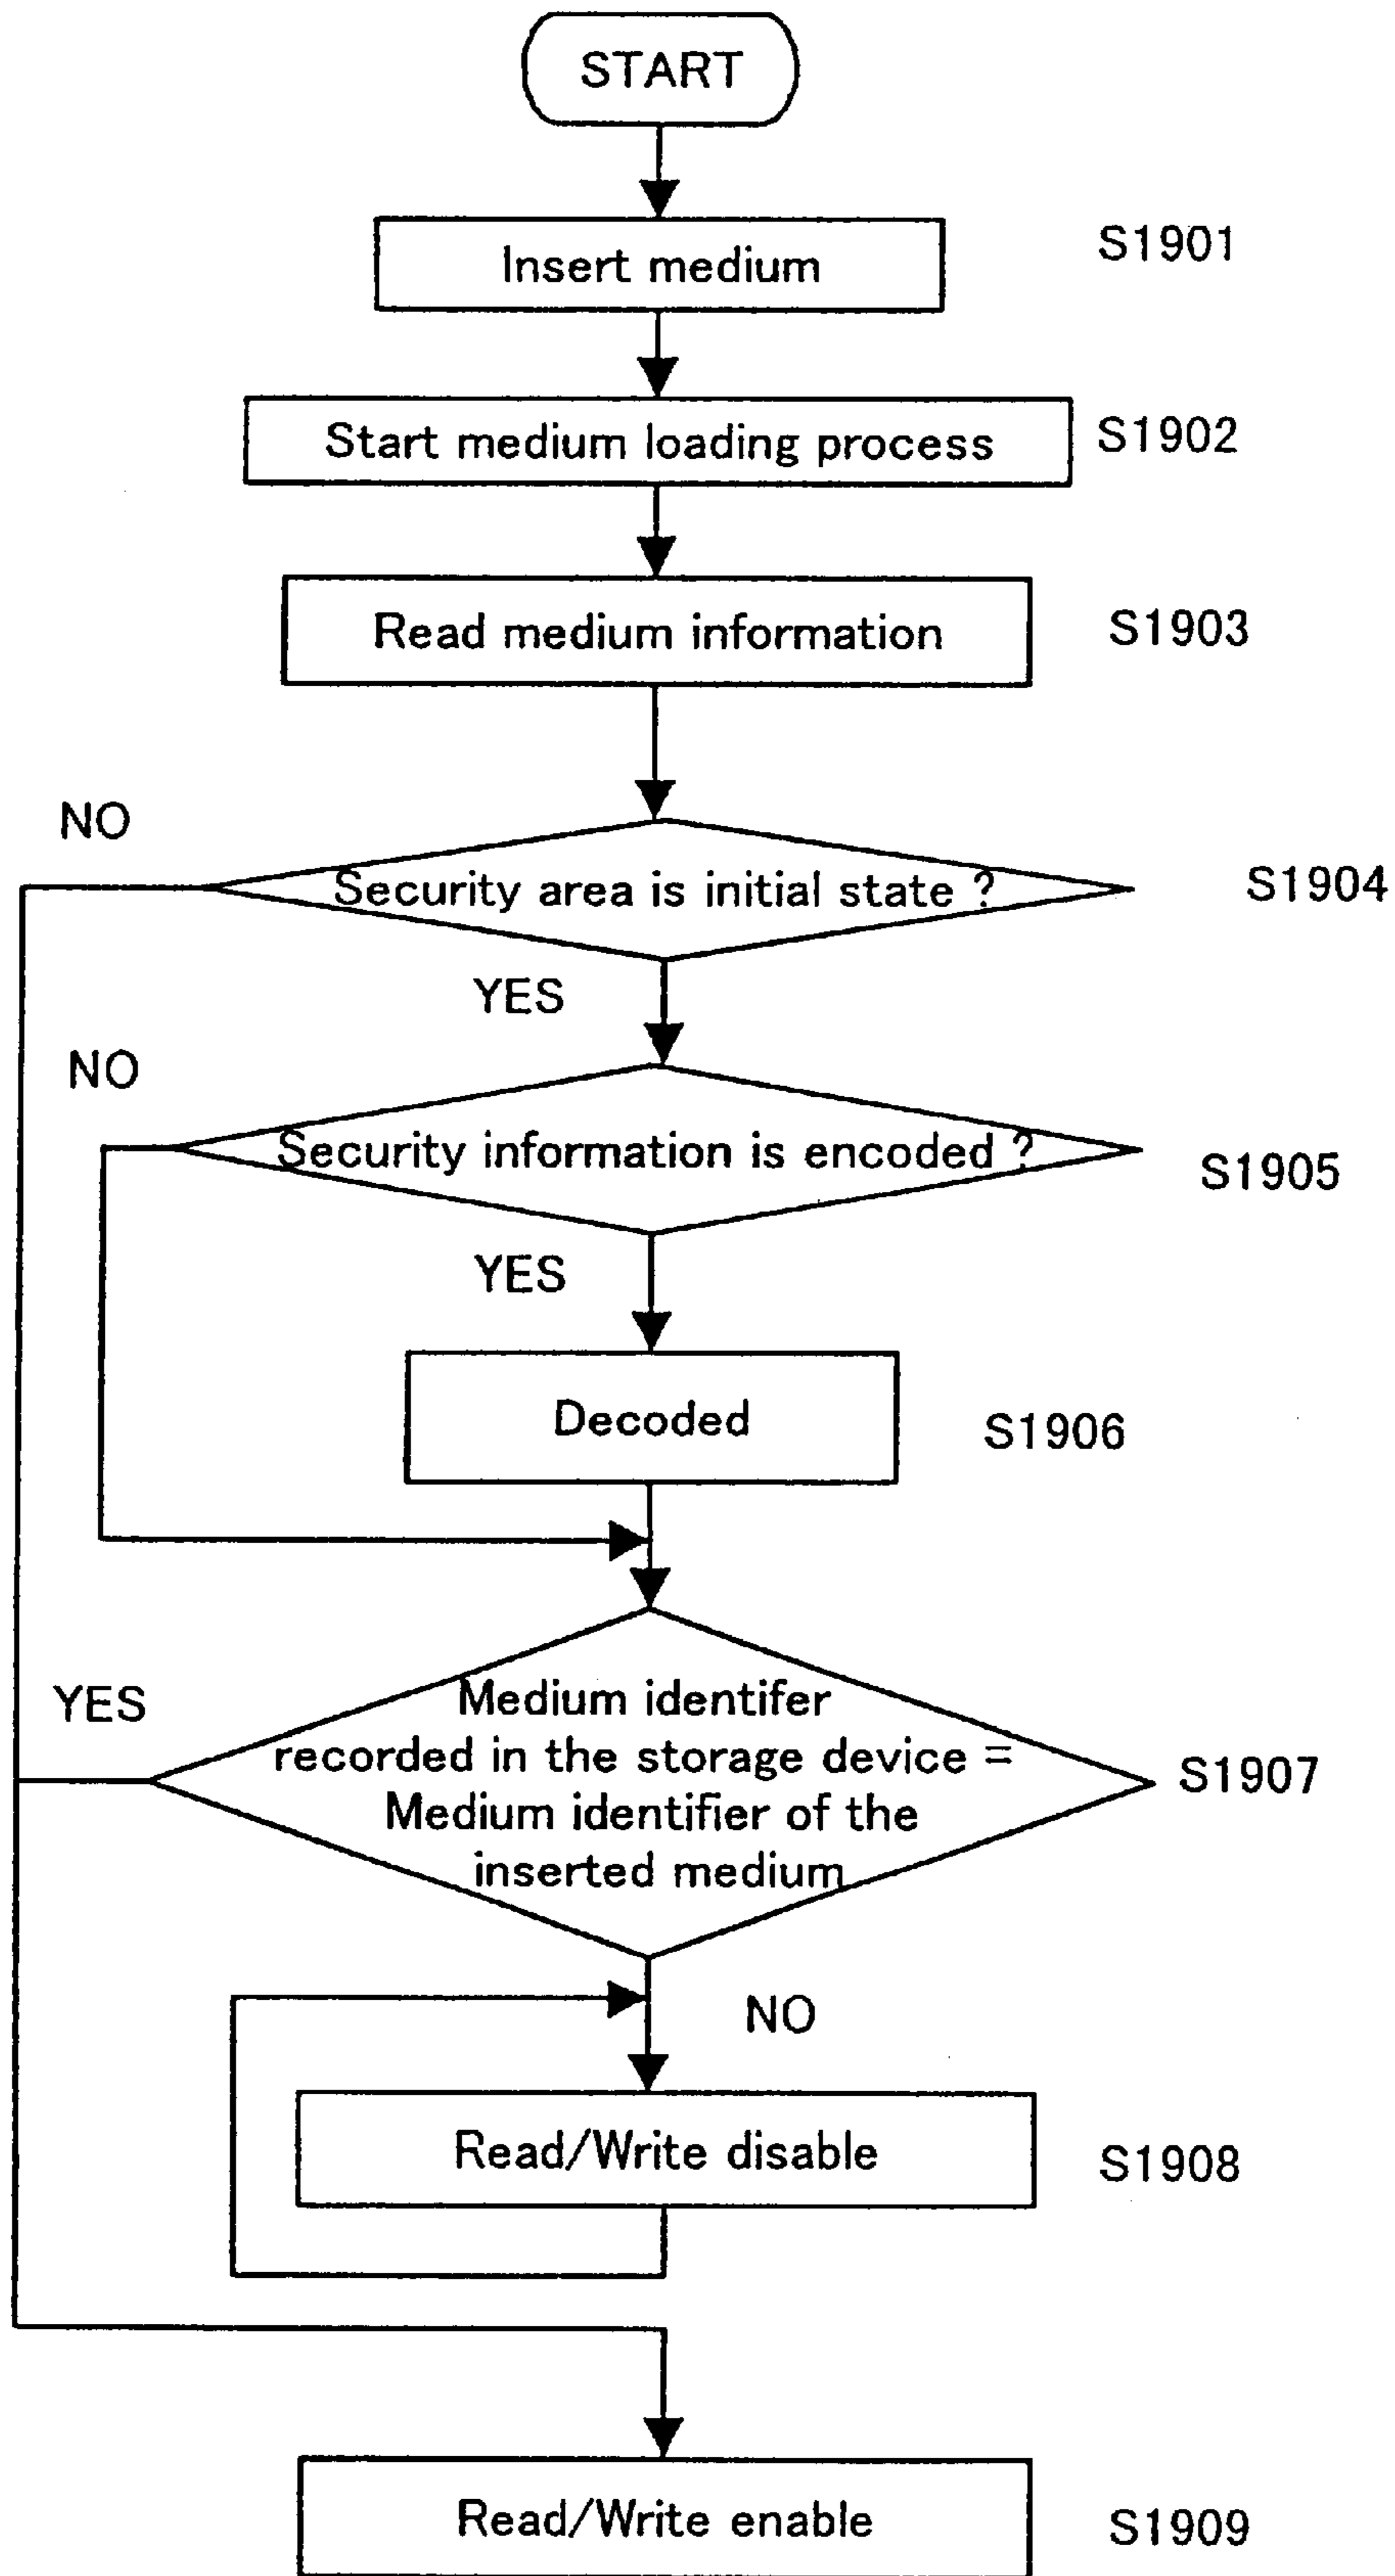 START
Insert medium
S1901
Start medium loading process
S1902
Read medium information
S1903
NO
Security area is initial state ?
S1904
YES
NO
Security information is encoded ?
S1905
YES
Decoded
S1906
YES
Medium identifer
recorded in the storage device =
Medium identifier of the
inserted medium
S1907
NO
Read/Write disable
S1908
Read/Write enable
S1909